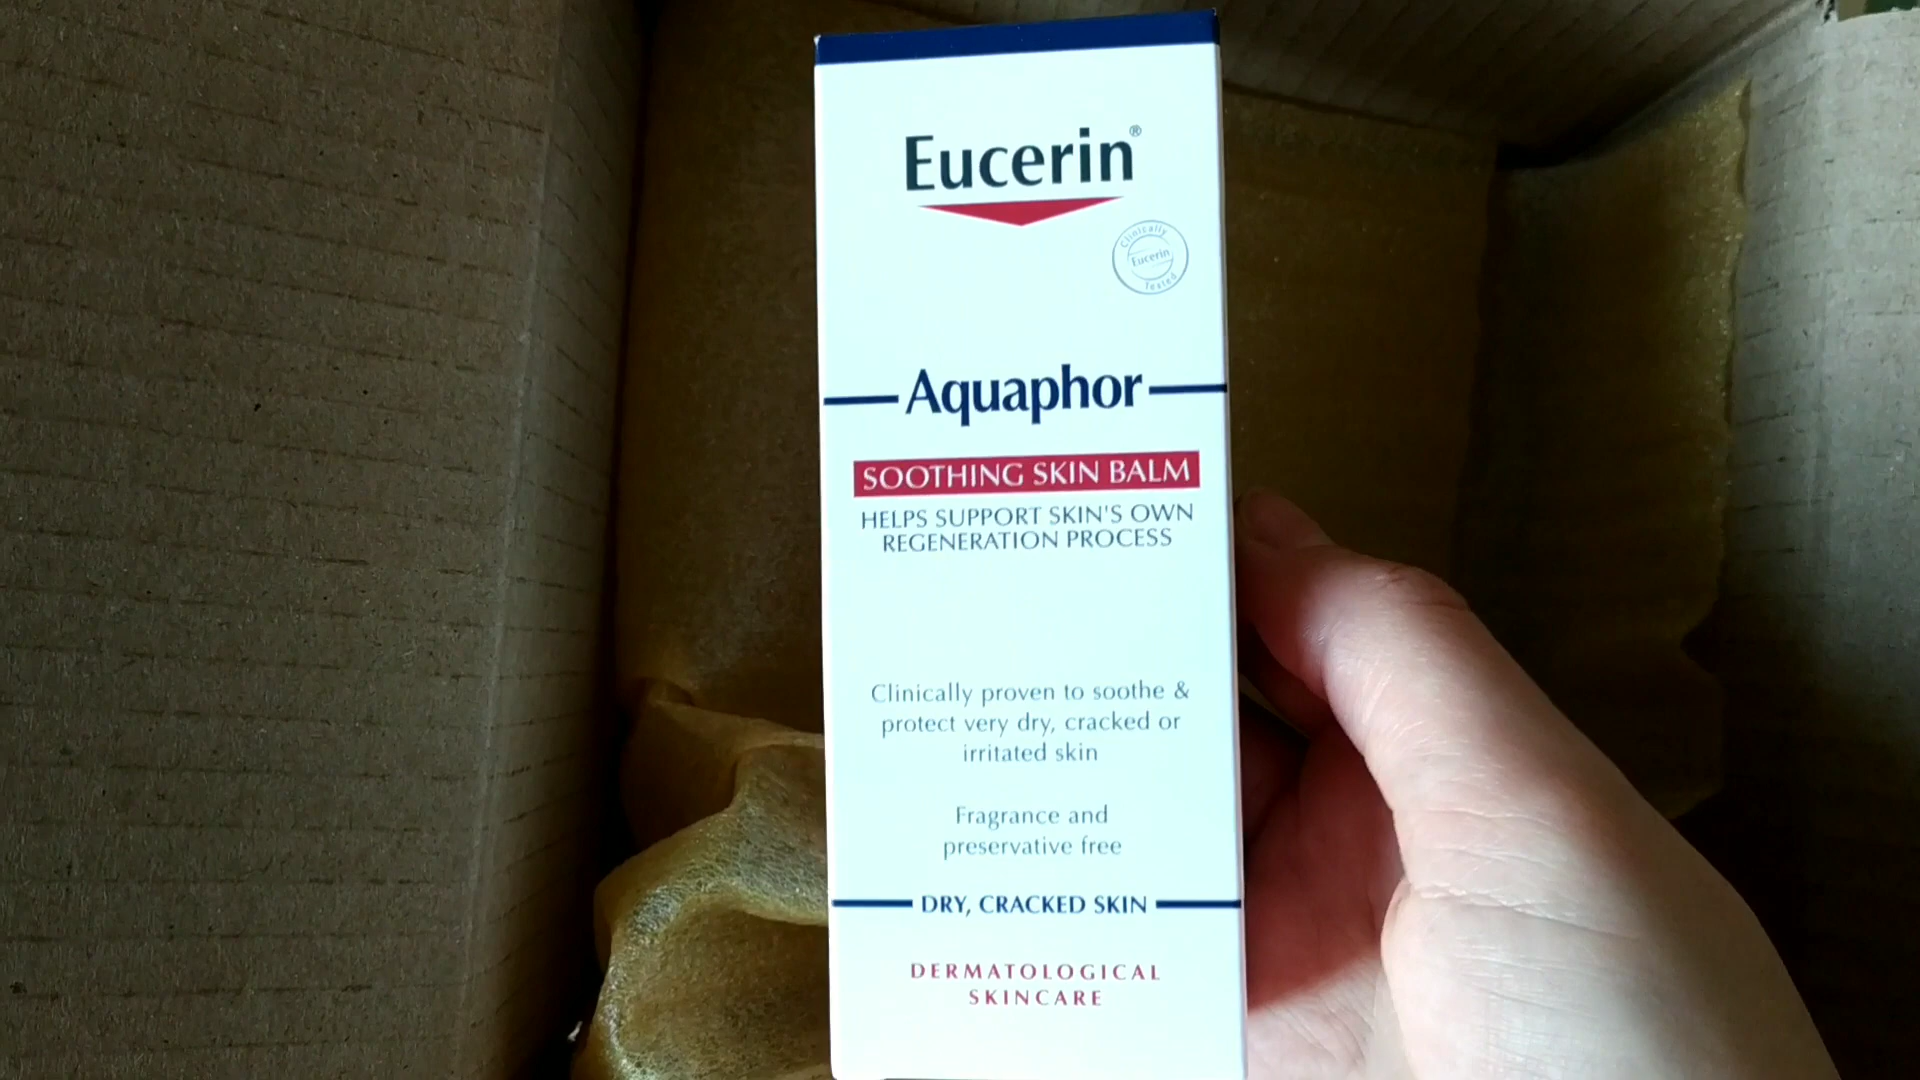 Eucerin®
Clinically
Eucerin
Tested
Aquaphor
SOOTHING SKIN BALM
HELPS SUPPORT SKIN'S OWN
REGENERATION PROCESS
Clinically proven to soothe &
protect very dry, cracked or
irritated skin
Fragrance and
preservative free
DRY, CRACKED SKIN
DERMATOLOGICAL
SKINCARE